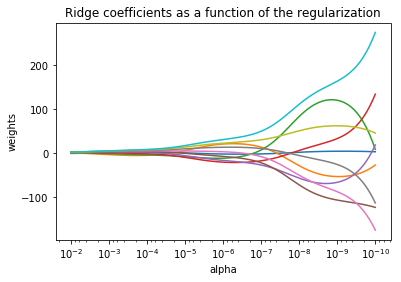 Ridge coefficients as a function of the regularization
weights
200
100
0
−100
10⁻² 10⁻³ 10⁻⁴ 10⁻⁵ 10⁻⁶ 10⁻⁷ 10⁻⁸ 10⁻⁹ 10⁻¹⁰
alpha